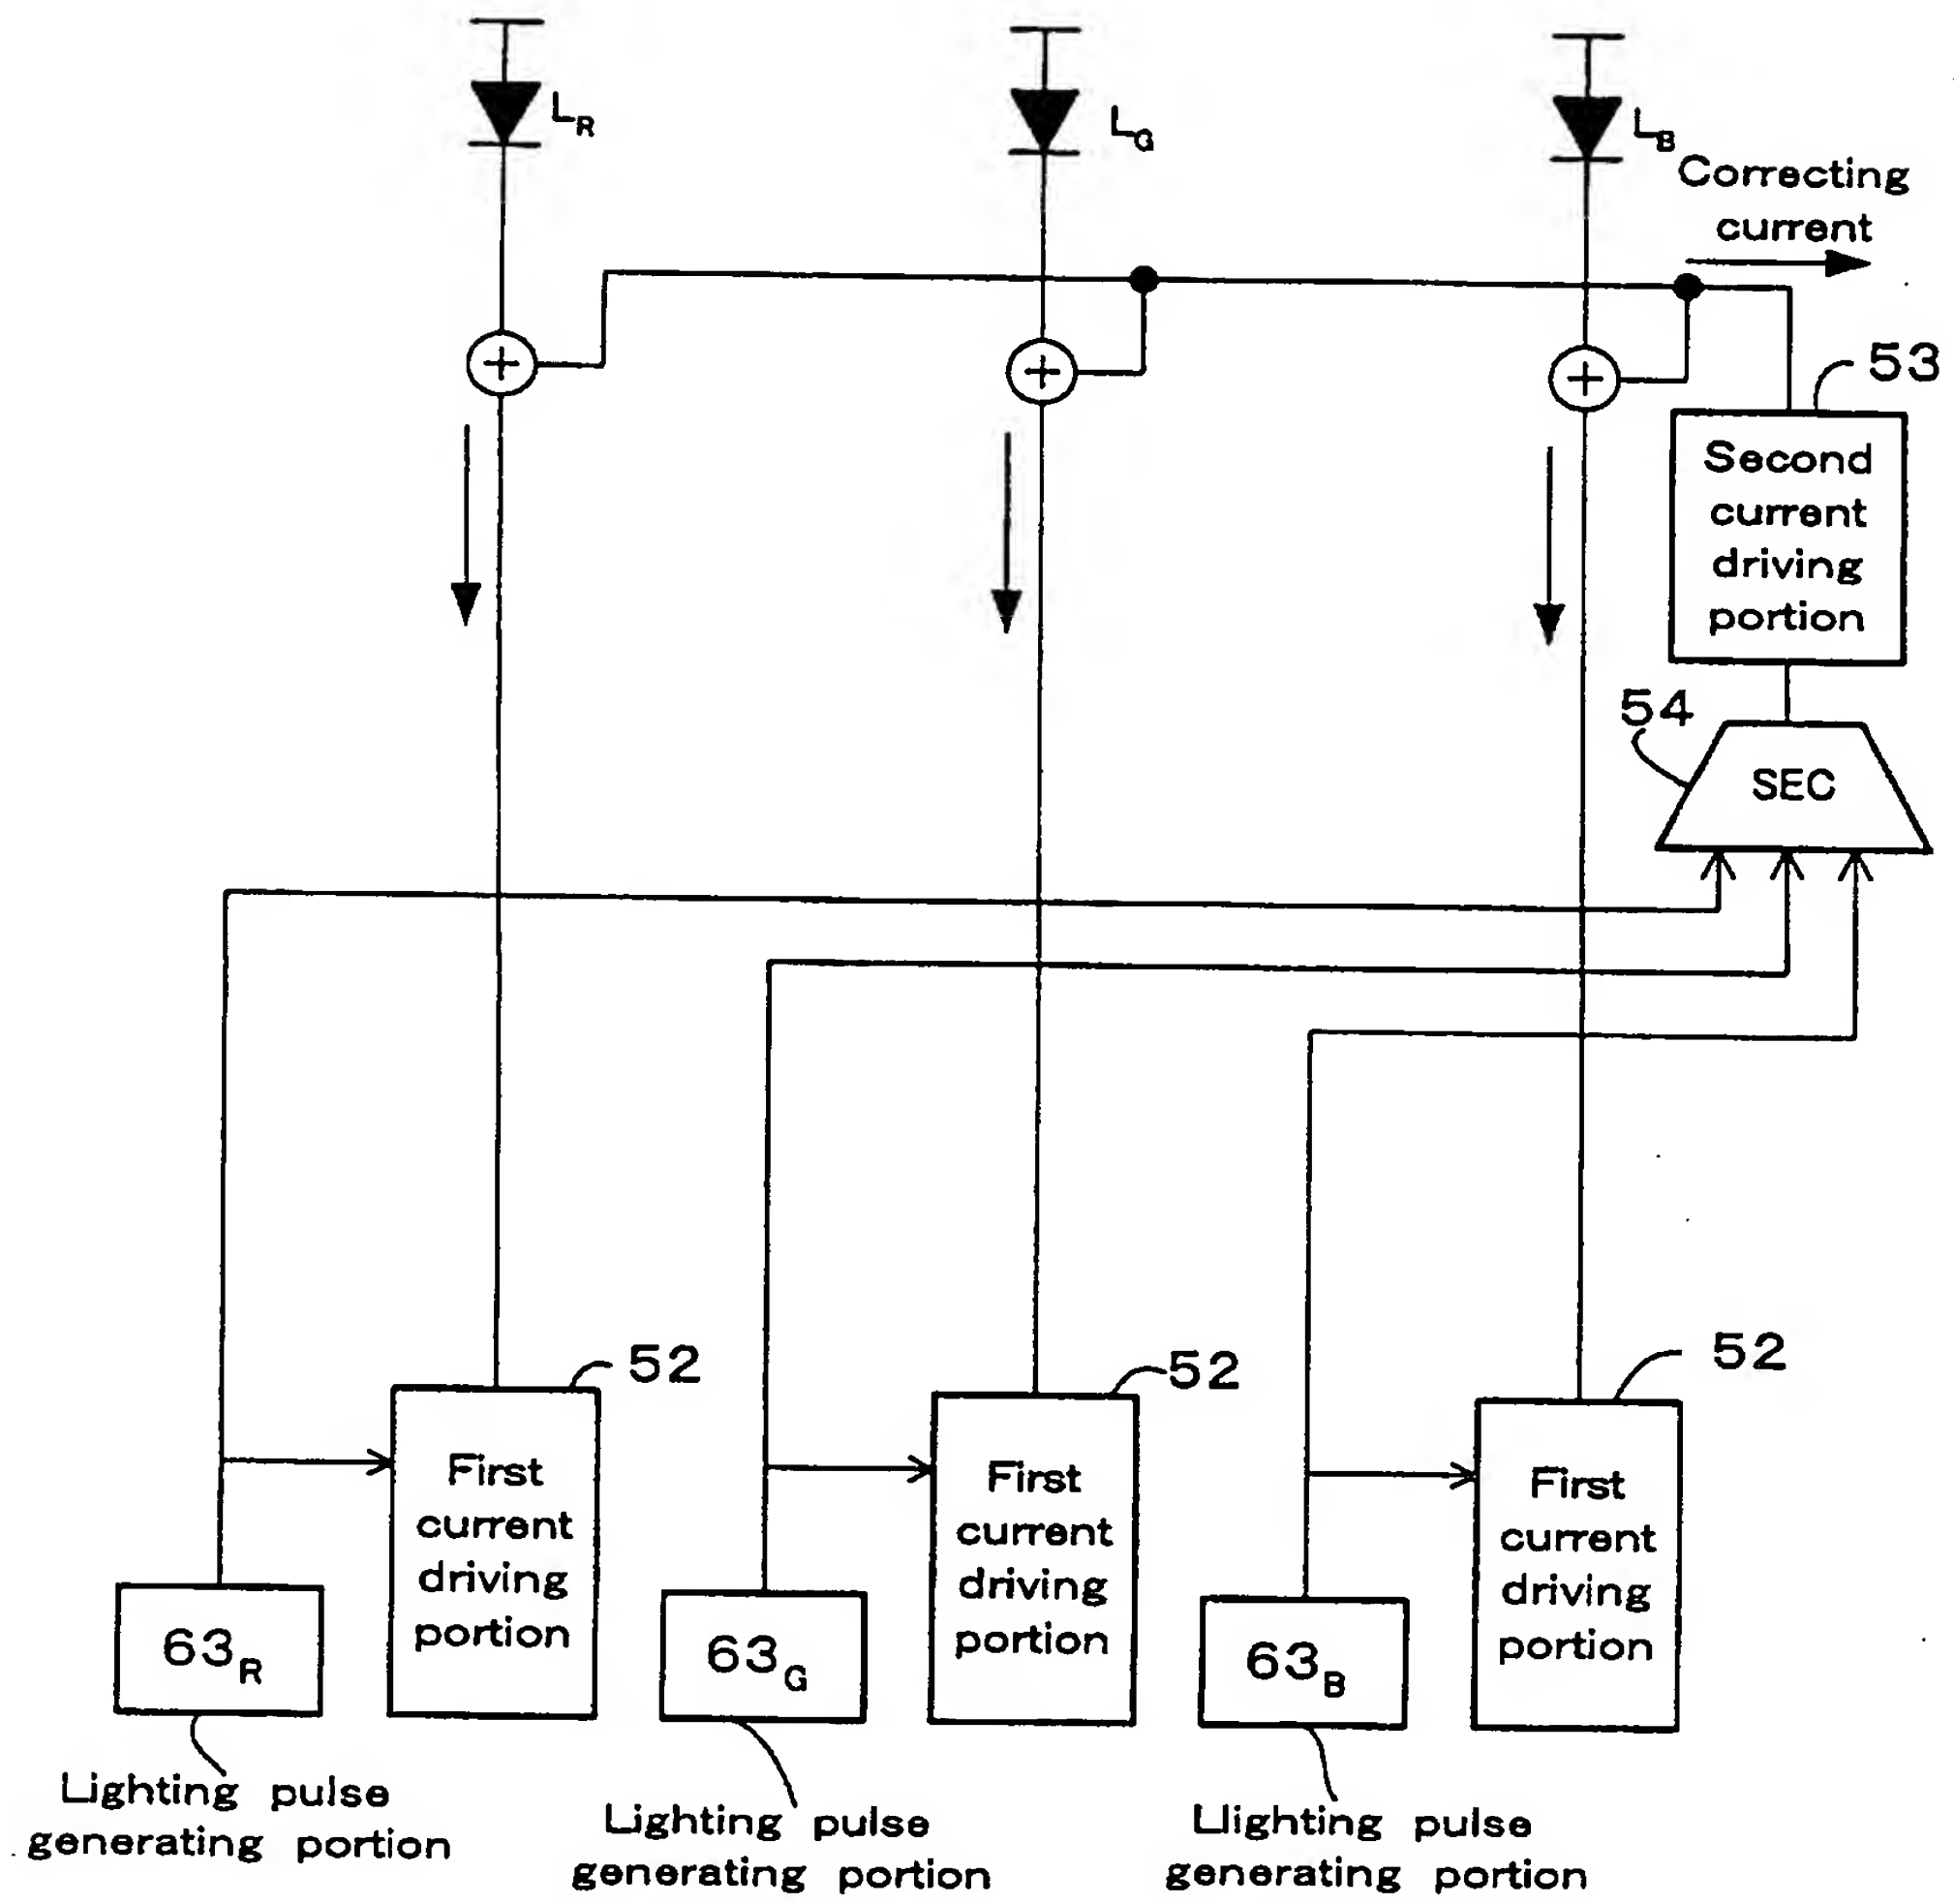 L_R
L_G
L_B
Correcting
current
+
+
+
53
Second
current
driving
portion
54
SEC
52
52
52
First
current
driving
portion
First
current
driving
portion
First
current
driving
portion
63_R
63_G
63_B
Lighting pulse
generating portion
Lighting pulse
generating portion
Llighting pulse
generating portion